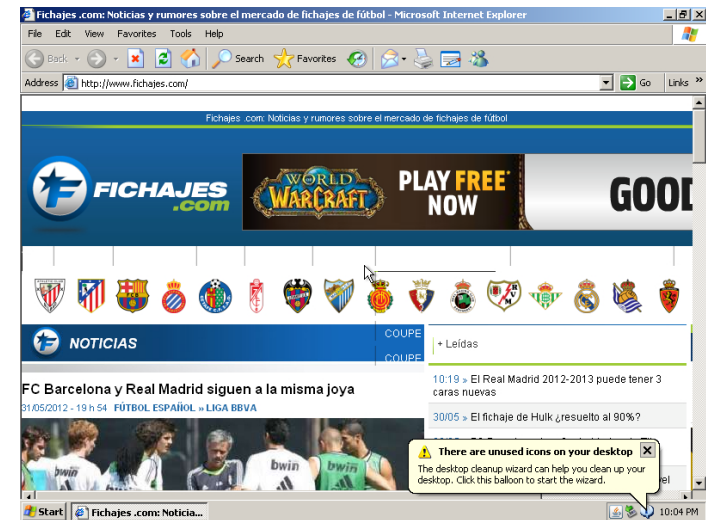 Fichajes .com: Noticias y rumores sobre el mercado de fichajes de fútbol - Microsoft Internet Explorer
File Edit View Favorites Tools Help
Back Search Favorites
Address http://www.fichajes.com/ Go Links »
Fichajes .com: Noticias y rumores sobre el mercado de fichajes de fútbol
FICHAJES
.com
WORLD
WARCRAFT
PLAY FREE*
NOW
GOOD
NOTICIAS
COUPE
COUPE
+ Leídas
FC Barcelona y Real Madrid siguen a la misma joya
31/05/2012 - 19 h 54 FÚTBOL ESPAÑOL » LIGA BBVA
bwin
bwin
bwin
10:19 » El Real Madrid 2012-2013 puede tener 3
caras nuevas
30/05 » El fichaje de Hulk ¿resuelto al 90%?
There are unused icons on your desktop
The desktop cleanup wizard can help you clean up your
desktop. Click this balloon to start the wizard.
Start Fichajes .com: Noticia... 10:04 PM